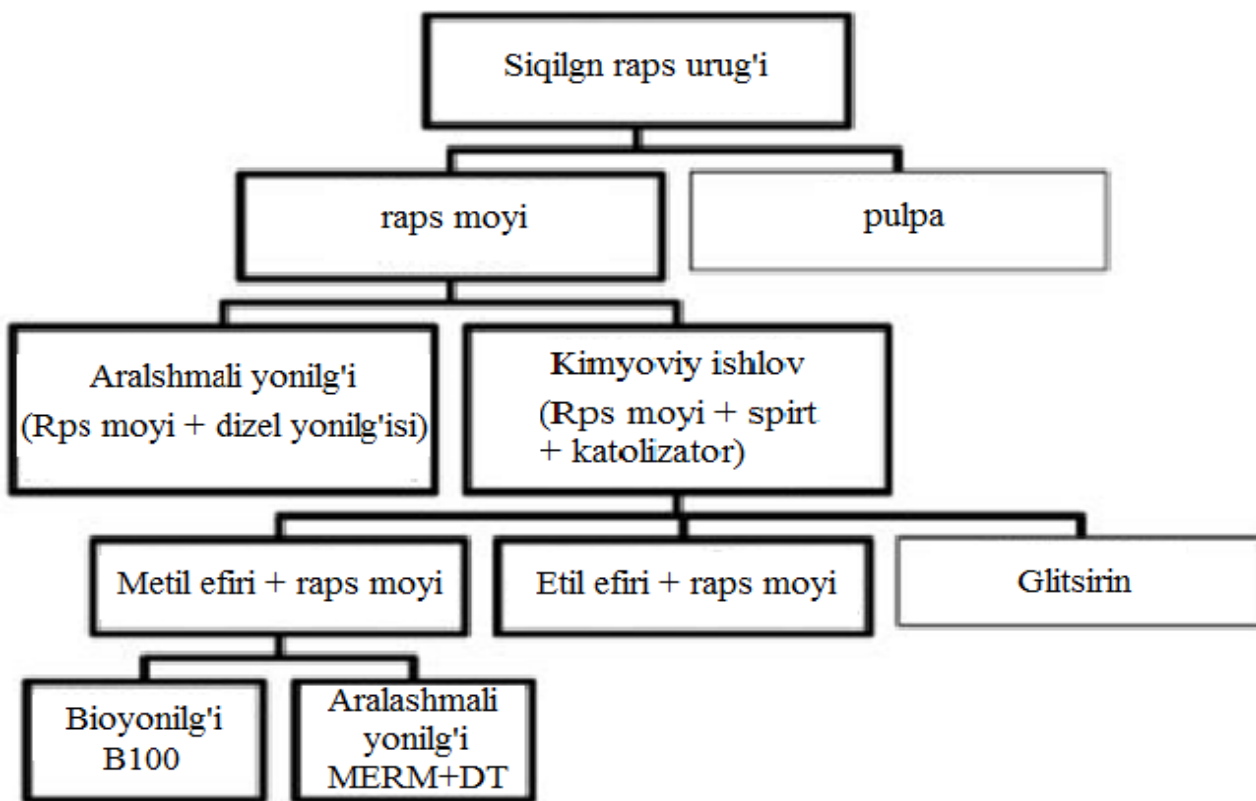 Siqilgn raps urug'i
raps moyi
pulpa
Aralshmali yonilg'i
(Rps moyi + dizel yonilg'isi)
Kimyoviy ishlov
(Rps moyi + spirt
+ katolizator)
Metil efiri + raps moyi
Etil efiri + raps moyi
Glitsirin
Bioyonilg'i
B100
Aralashmali
yonilg'i
MERM+DT